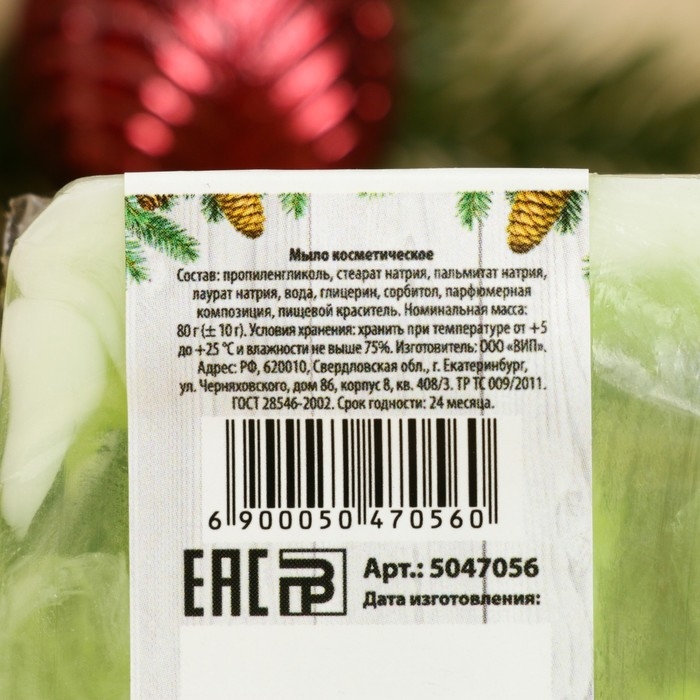 Мыло косметическое
Состав: пропиленгликоль, стеарат натрия, пальмитат натрия,
лаурат натрия, вода, глицерин, сорбитол, парфюмерная
композиция, пищевой краситель. Номинальная масса:
80 г (± 10 г). Условия хранения: хранить при температуре от +5
до +25 °С и влажности не выше 75%. Изготовитель: ООО «ВИП».
Адрес: РФ, 620010, Свердловская обл., г. Екатеринбург,
ул. Черняховского, дом 86, корпус 8, кв. 408/3. ТР ТС 009/2011.
ГОСТ 28546-2002. Срок годности: 24 месяца.
6 900050 470560
ЕАС РВ Арт.: 5047056
Дата изготовления: